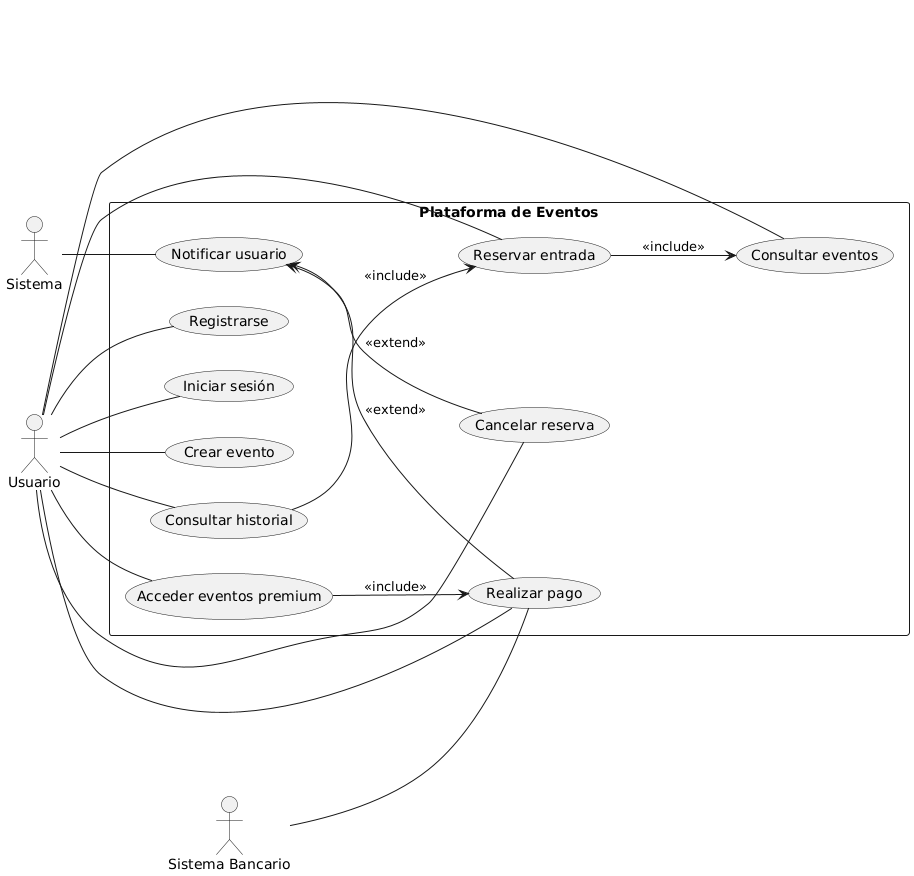 Plataforma de Eventos
Sistema
Notificar usuario
Reservar entrada
«include»
Consultar eventos
«include»
Registrarse
«extend»
Iniciar sesión
«extend»
Cancelar reserva
Usuario
Crear evento
Consultar historial
Acceder eventos premium
«include»
Realizar pago
Sistema Bancario